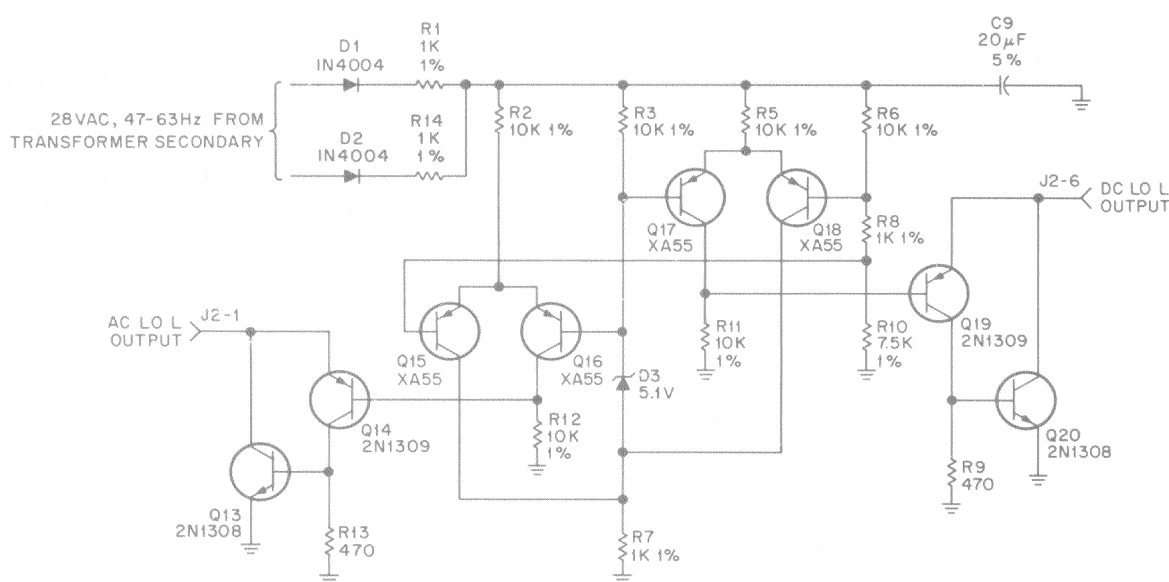 C9
20µF
5%
R1
1K
1%
D1
IN4004
28VAC, 47-63Hz FROM
TRANSFORMER SECONDARY
R14
1K
1%
D2
IN4004
R2
10K 1%
R3
10K 1%
R5
10K 1%
R6
10K 1%
J2-6
DC LO L
OUTPUT
Q17
XA55
Q18
XA55
R8
1K 1%
AC LO L
OUTPUT
J2-1
Q15
XA55
Q16
XA55
D3
5.1V
R11
10K
1%
R10
7.5K
1%
Q19
2N1309
Q14
2N1309
R12
10K
1%
Q20
2N1308
R9
470
Q13
2N1308
R13
470
R7
1K 1%